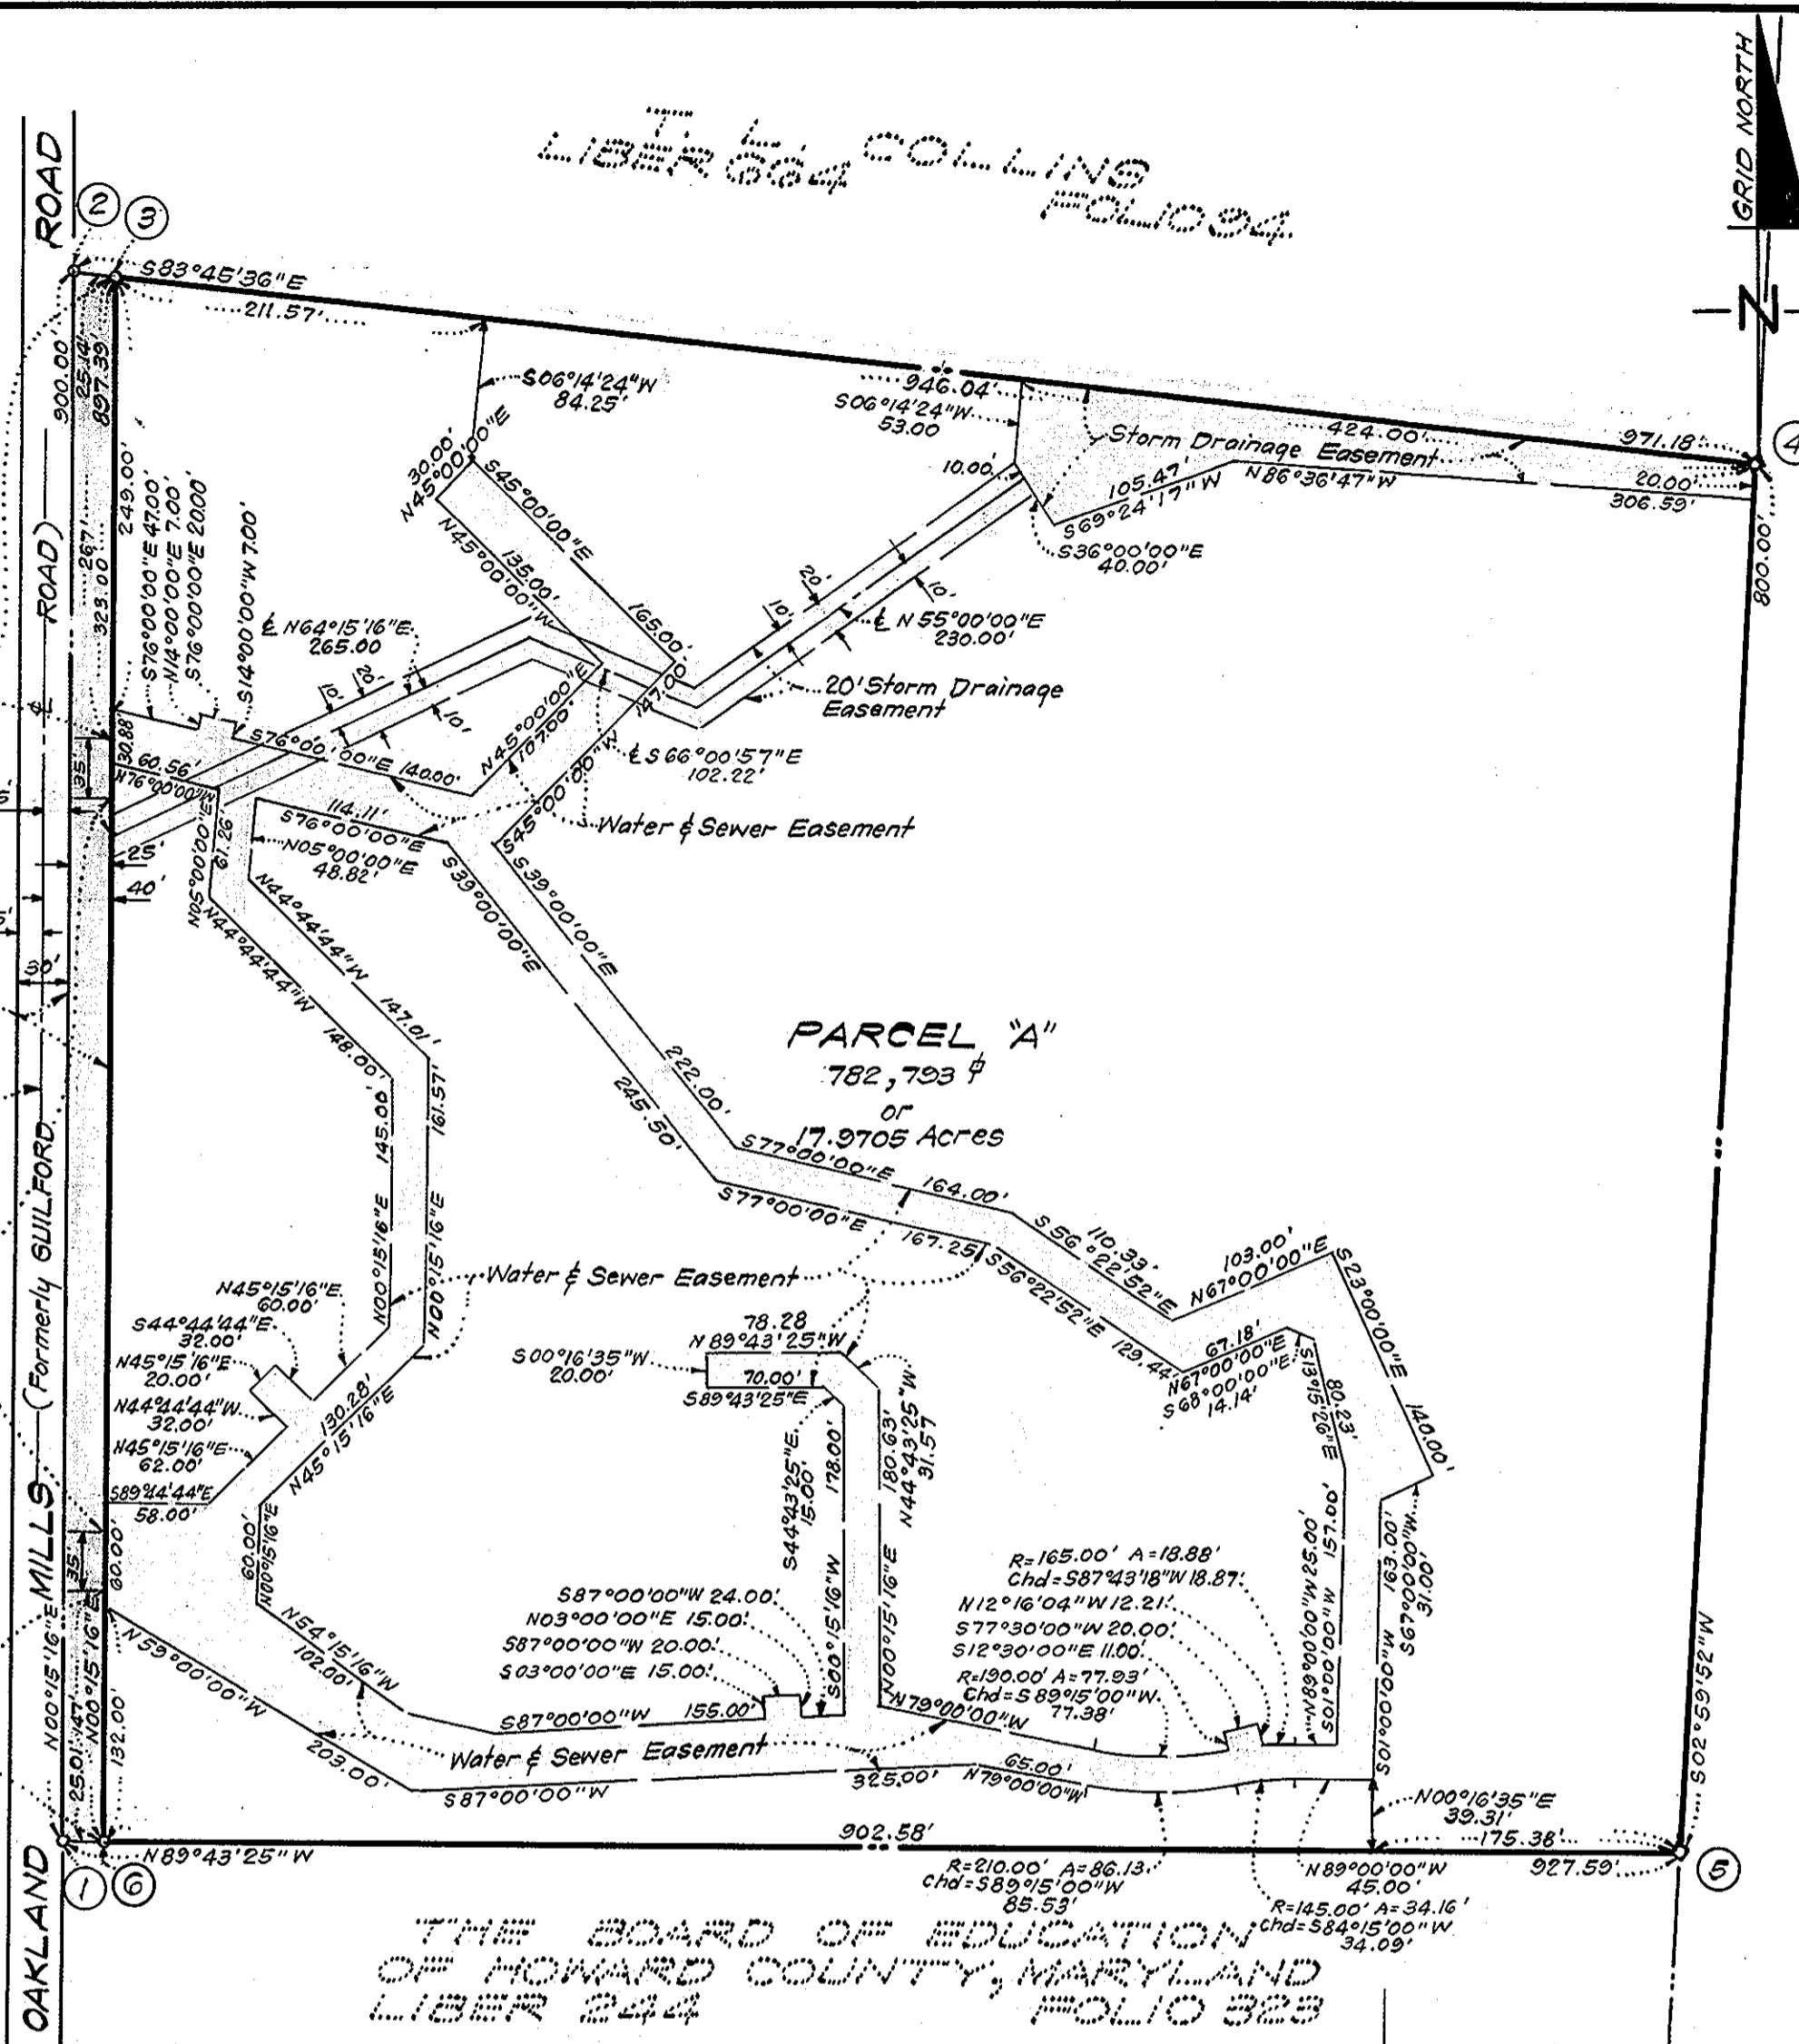 T. L. COLLINS
LIBER 664 FOLIO 94
GRID NORTH
N
ROAD
2
3
4
S83°45'36"E
211.57'
946.04'
424.00'
971.18'
20.00'
306.59'
800.00'
900.00'
25.14'
897.39'
267.1
323.00'
249.00'
S76°00'00"E 47.00'
N14°00'00"E 7.00'
S76°00'00"E 20.00'
S14°00'00"W 7.00'
S06°14'24"W
84.25'
30.00'
N45°00'00"E
S45°00'00"E
165.00'
N45°00'00"W
135.00'
S06°14'24"W
53.00
10.00'
Storm Drainage Easement
105.47'
S69°24'17"W
N86°36'47"W
S36°00'00"E
40.00'
20'
10'
10'
℄ N55°00'00"E
230.00'
℄ N64°15'16"E
265.00
10'
20'
10'
20' Storm Drainage
Easement
147.00
S45°00'00"W
N45°00'00"E
107.00'
℄ S66°00'57"E
102.22'
Water & Sewer Easement
S76°00'00"E 140.00'
30.88'
60.56'
N76°00'00"W
35'
114.11'
S76°00'00"E
N05°00'00"E
48.82'
N05°00'00"E
61.26'
25'
40'
30'
N44°44'44"W
147.01'
N44°44'44"W
148.00'
S39°00'00"E
222.00'
S39°00'00"E
245.50'
PARCEL "A"
782,793
or
17.9705 Acres
145.00'
N00°15'16"E
161.57'
N00°15'16"E
S77°00'00"E
164.00'
S77°00'00"E
167.25
S56°22'52"E
110.33'
S56°22'52"E
129.44
103.00'
N67°00'00"E
S23°00'00"E
140.00'
67.18'
N67°00'00"E
S68°00'00"E
14.14'
S13°15'26"E
80.23'
S67°00'00"W
31.00'
Water & Sewer Easement
N45°15'16"E
60.00'
S44°44'44"E
32.00'
N45°15'16"E
20.00'
N44°44'44"W
32.00'
N45°15'16"E
62.00'
S89°44'44"E
58.00'
130.28'
N45°15'16"E
78.28
N89°43'25"W
S00°16'35"W
20.00'
70.00'
S89°43'25"E
S44°43'25"E
15.00'
178.00'
S00°15'16"W
180.63'
N00°15'16"E
N44°43'25"W
31.57
60.00'
35'
60.00'
N00°15'16"E
N54°15'16"W
102.00'
N59°00'00"W
203.00'
S87°00'00"W 24.00'
N03°00'00"E 15.00'
S87°00'00"W 20.00'
S03°00'00"E 15.00'
S87°00'00"W 155.00'
Water & Sewer Easement
S87°00'00"W
325.00'
N79°00'00"W
65.00'
N79°00'00"W
R=165.00' A=18.88'
Chd=S87°43'18"W 18.87'
N12°16'04"W 12.21'
S77°30'00"W 20.00'
S12°30'00"E 11.00'
R=190.00' A=77.93'
Chd=S89°15'00"W
77.38'
N89°00'00"W 25.00'
S01°00'00"W 157.00'
S01°00'00"W 163.00'
N00°16'35"E
39.31'
175.38'
S02°59'52"W
902.58'
927.59'
N89°43'25"W
1
6
5
25.01'
147'
N00°15'16"E
132.00'
N00°15'16"E
R=210.00' A=86.13'
Chd=S89°15'00"W
85.53'
N89°00'00"W
45.00'
R=145.00' A=34.16'
Chd=S84°15'00"W
34.09'
OAKLAND MILLS (Formerly GUILFORD ROAD)
THE BOARD OF EDUCATION
OF HOWARD COUNTY, MARYLAND
LIBER 244 FOLIO 323